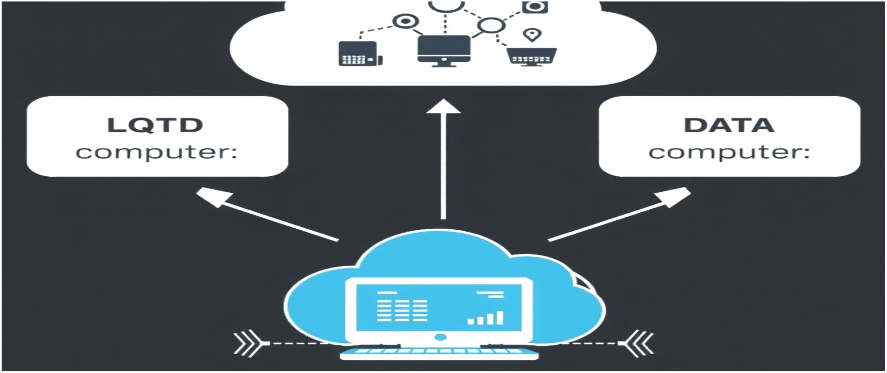 LQTD
computer:
DATA
computer: